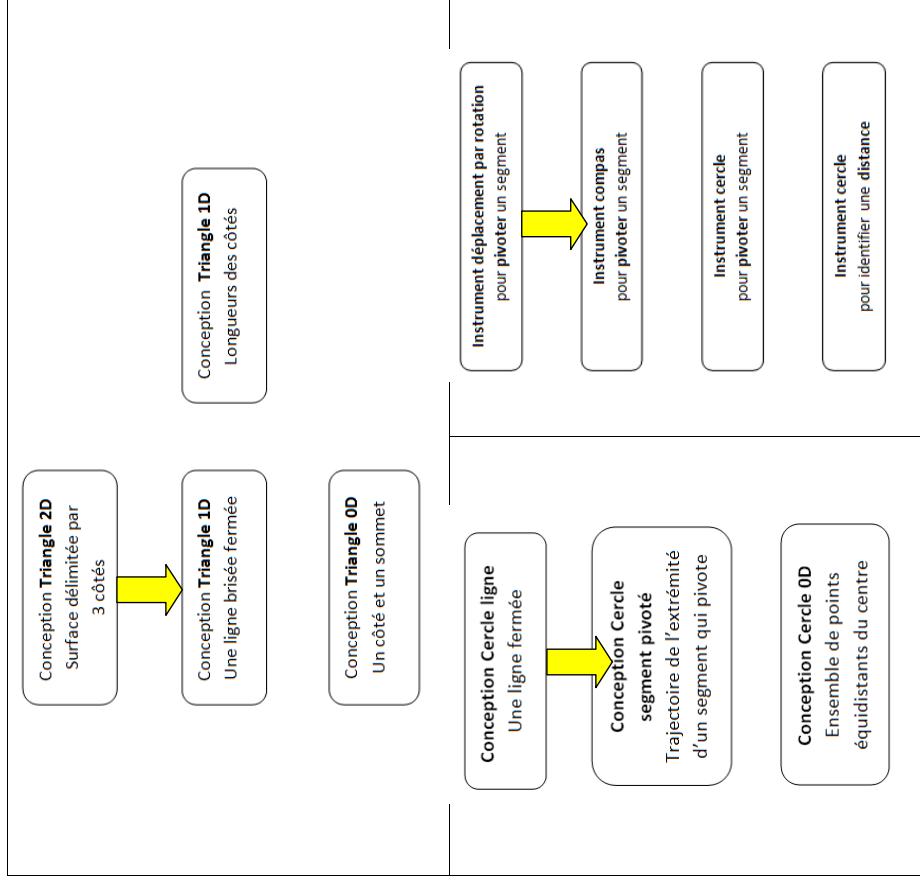 Conception Triangle 2D
Surface délimitée par
3 côtés
Conception Triangle 1D
Une ligne brisée fermée
Conception Triangle 1D
Longueurs des côtés
Conception Triangle 0D
Un côté et un sommet
Conception Cercle ligne
Une ligne fermée
Conception Cercle
segment pivoté
Trajectoire de l'extrémité
d'un segment qui pivote
Conception Cercle 0D
Ensemble de points
équidistants du centre
Instrument déplacement par rotation
pour pivoter un segment
Instrument compas
pour pivoter un segment
Instrument cercle
pour pivoter un segment
Instrument cercle
pour identifier une distance